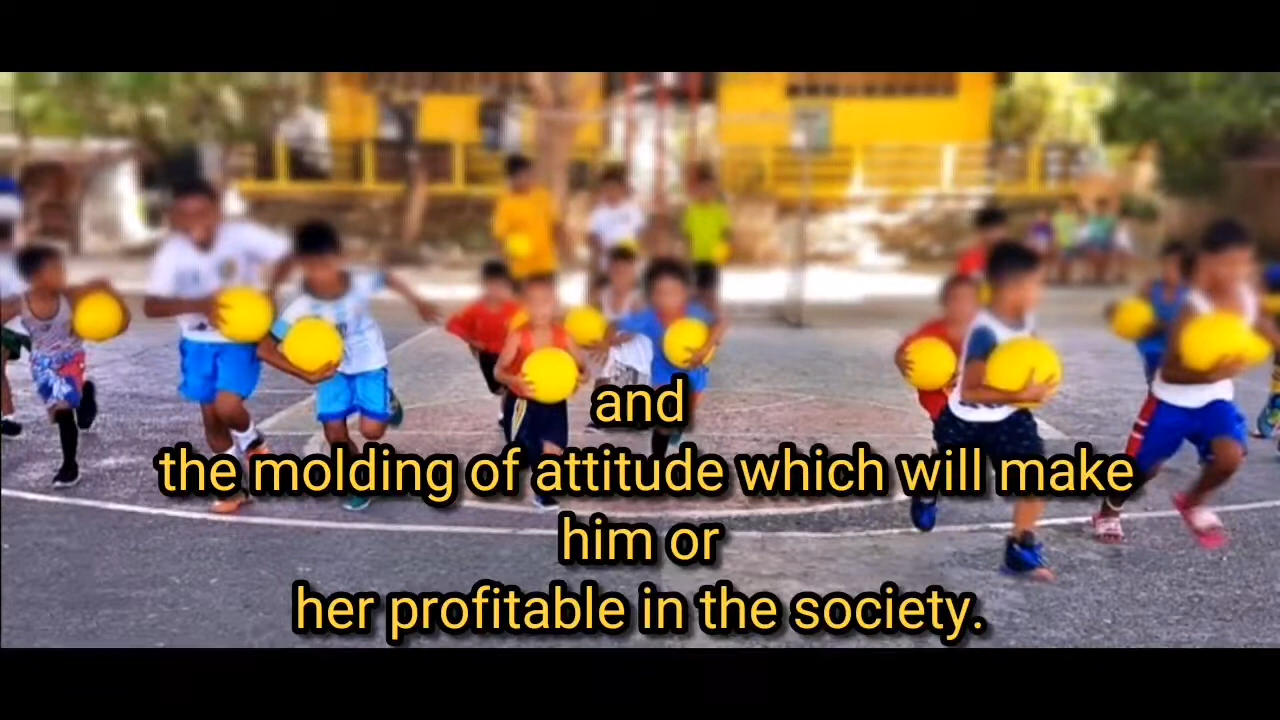 and
the molding of attitude which will make
him or
her profitable in the society.